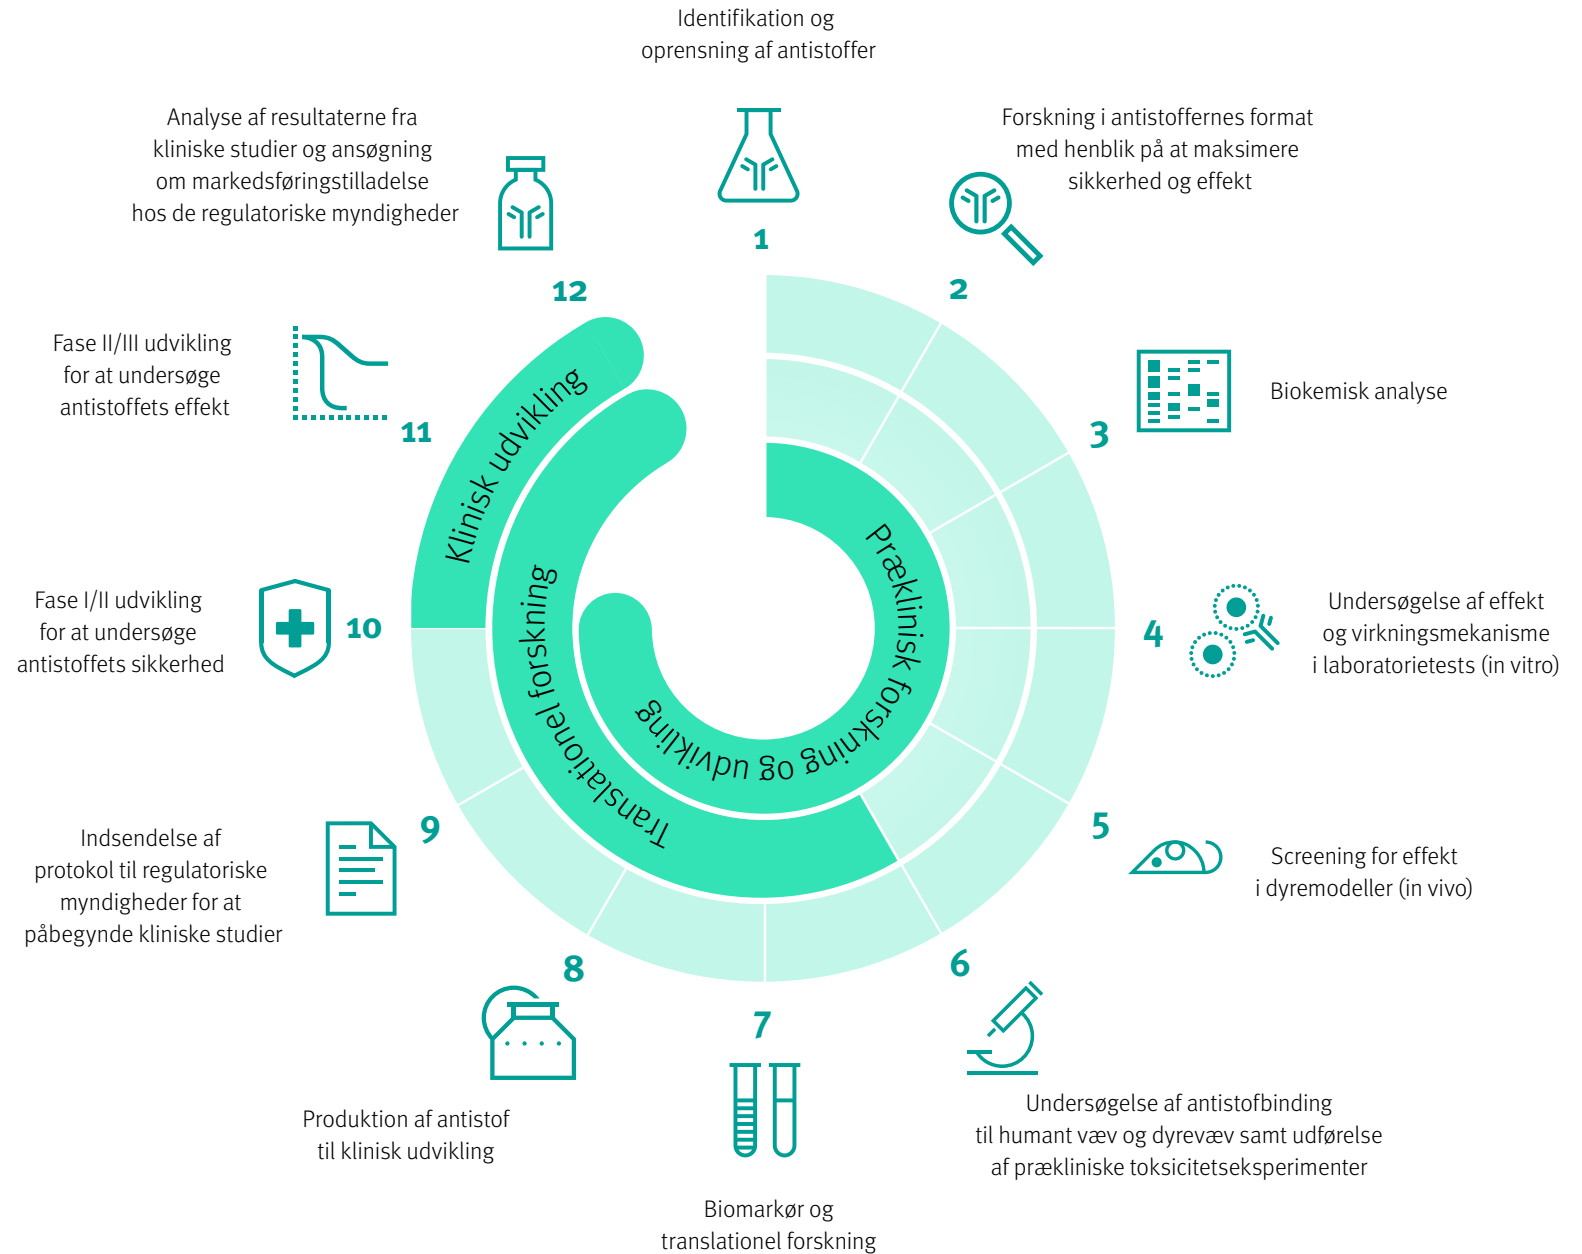 Identifikation og
oprensning af antistoffer
1
Forskning i antistoffernes format
med henblik på at maksimere
sikkerhed og effekt
2
Biokemisk analyse
3
Undersøgelse af effekt
og virkningsmekanisme
i laboratorietests (in vitro)
4
Screening for effekt
i dyremodeller (in vivo)
5
Undersøgelse af antistofbinding
til humant væv og dyrevæv samt udførelse
af prækliniske toksicitetseksperimenter
6
Biomarkør og
translationel forskning
7
Produktion af antistof
til klinisk udvikling
8
Indsendelse af
protokol til regulatoriske
myndigheder for at
påbegynde kliniske studier
9
Fase I/II udvikling
for at undersøge
antistoffets sikkerhed
10
Fase II/III udvikling
for at undersøge
antistoffets effekt
11
Analyse af resultaterne fra
kliniske studier og ansøgning
om markedsføringstilladelse
hos de regulatoriske myndigheder
12
Præklinisk forskning og udvikling
Translationel forskning
Klinisk udvikling